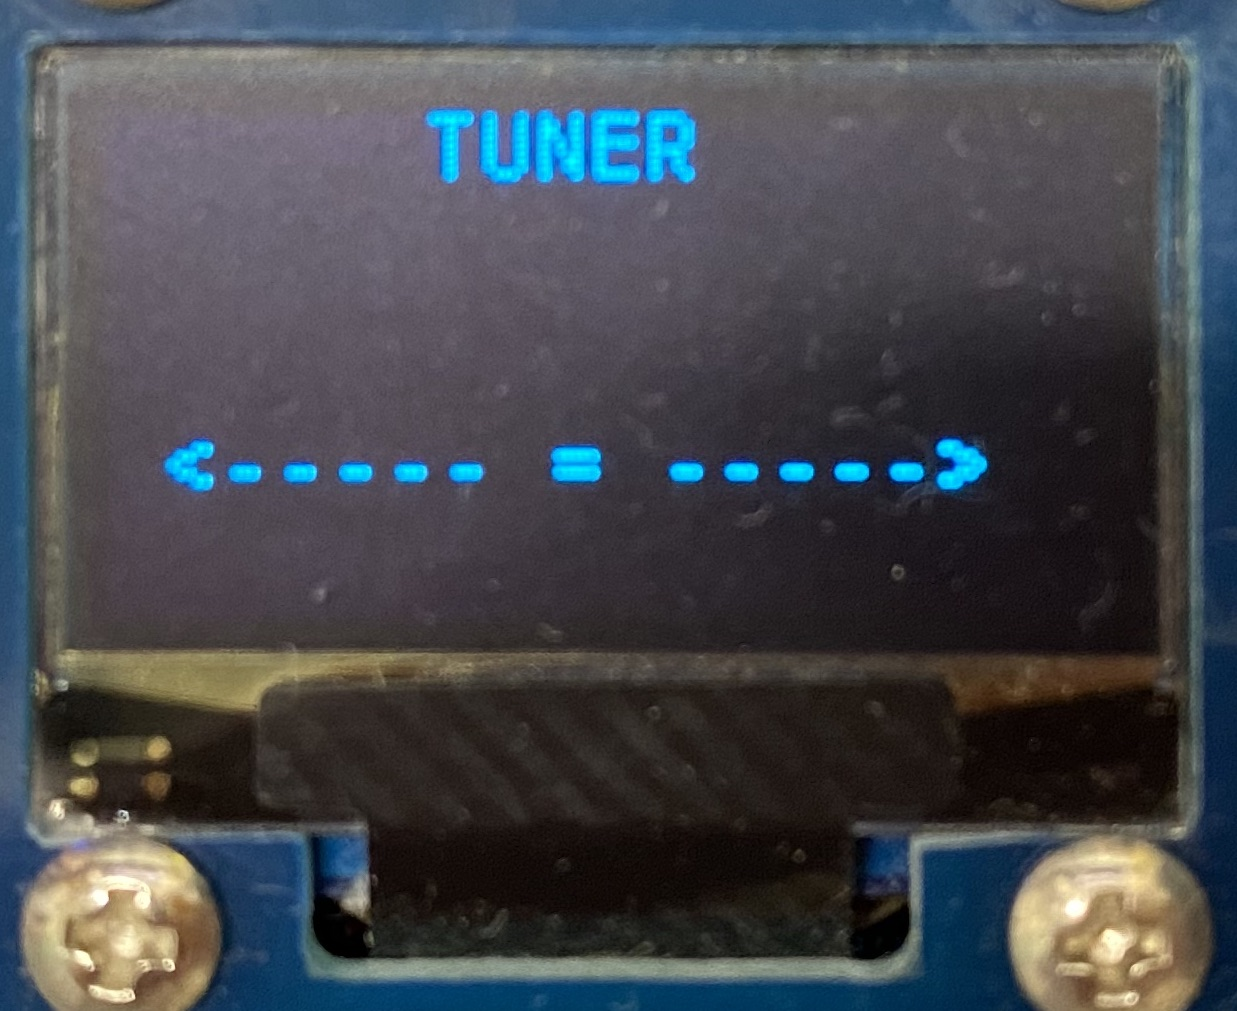 TUNER
<----- = ----->